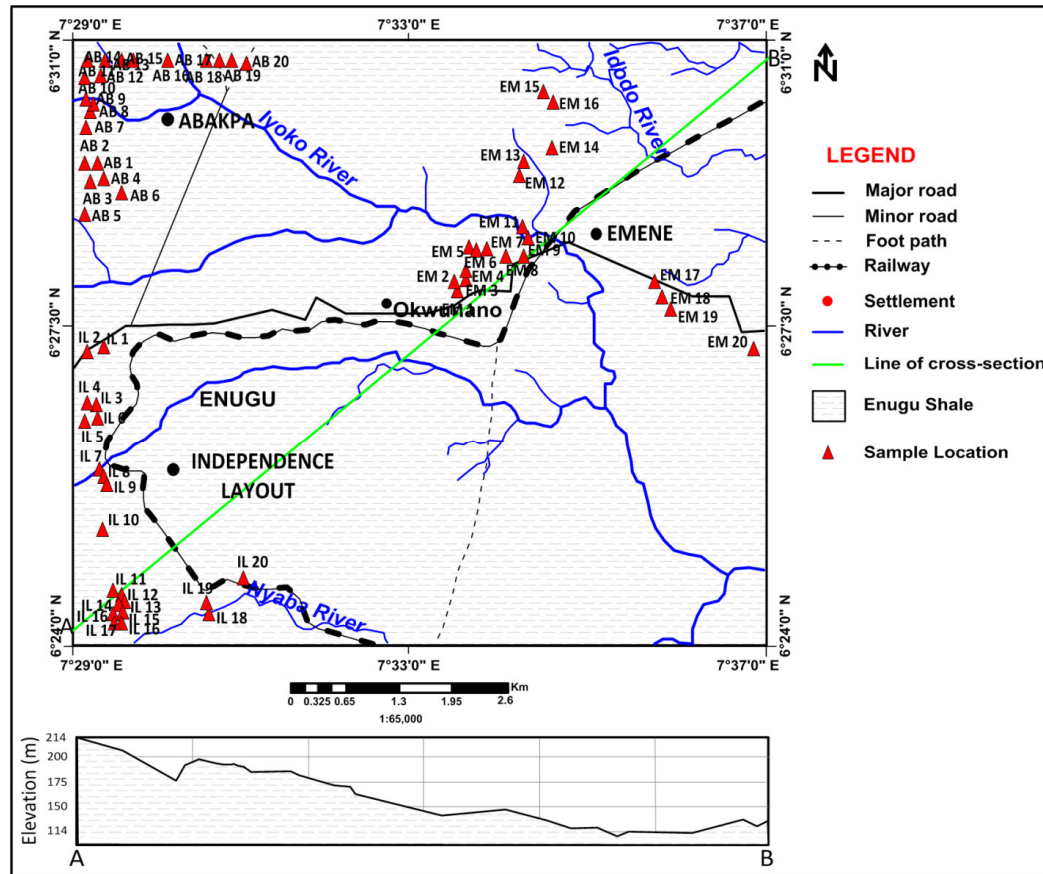 7°29'0" E
7°33'0" E
7°37'0" E
6°31'0" N
6°31'0" N
6°27'30" N
6°27'30" N
6°24'0" N
6°24'0" N
7°29'0" E
7°33'0" E
7°37'0" E
AB 14
AB 15
AB 13
AB 12
AB 16
AB 17
AB 18
AB 19
AB 20
AB 10
AB 9
AB 8
AB 7
AB 2
AB 1
AB 4
AB 3
AB 6
AB 5
ABAKPA
Iyoko River
Idbdo River
EM 15
EM 16
EM 14
EM 13
EM 12
EM 11
EM 10
EM 9
EM 7
EM 8
EM 5
EM 6
EM 4
EM 2
EM 3
EMENE
EM 17
EM 18
EM 19
EM 20
Okwumano
IL 2
IL 1
IL 4
IL 3
IL 6
IL 5
ENUGU
IL 7
IL 8
IL 9
INDEPENDENCE
LAYOUT
IL 10
IL 11
IL 12
IL 14
IL 13
IL 16
IL 15
IL 17
IL 16
IL 20
IL 19
IL 18
Nyaba River
A
B
N
LEGEND
Major road
Minor road
Foot path
Railway
Settlement
River
Line of cross-section
Enugu Shale
Sample Location
Km
0 0.325 0.65 1.3 1.95 2.6
1:65,000
Elevation (m)
214
200
175
150
114
A
B